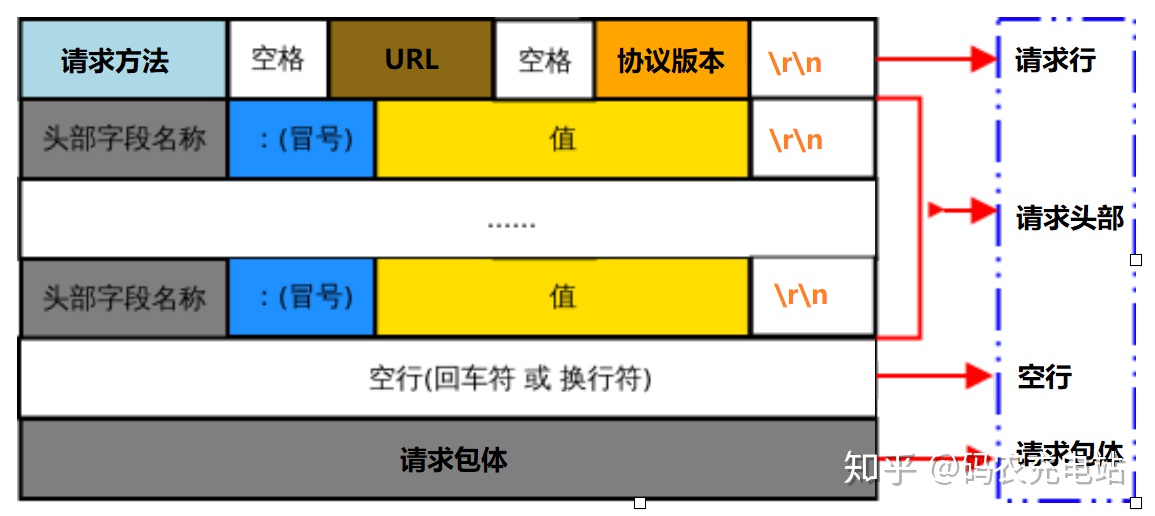 请求方法 空格 URL 空格 协议版本 \r\n 请求行
头部字段名称 : (冒号) 值 \r\n
...... 请求头部
头部字段名称 : (冒号) 值 \r\n
空行(回车符 或 换行符) 空行
请求包体 请求包体
知乎 @码农充电站